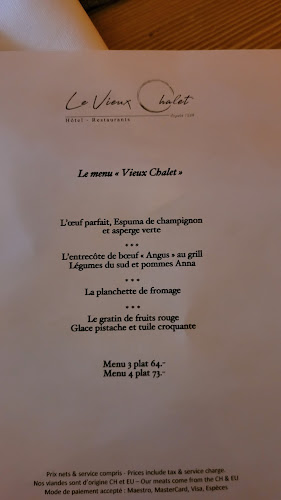 Le Vieux Chalet
Hôtel - Restaurants
Le menu « Vieux Chalet »
L'œuf parfait, Espuma de champignon
et asperge verte
***
L'entrecôte de bœuf « Angus » au grill
Légumes du sud et pommes Anna
***
La planchette de fromage
***
Le gratin de fruits rouge
Glace pistache et tuile croquante
Menu 3 plat 64.-
Menu 4 plat 73.-
Prix nets & service compris - Prices include tax & service charge.
Nos viandes sont d'origine CH et EU – Our meats come from the CH & EU
Mode de paiement accepté : Maestro, MasterCard, Visa, Espèces